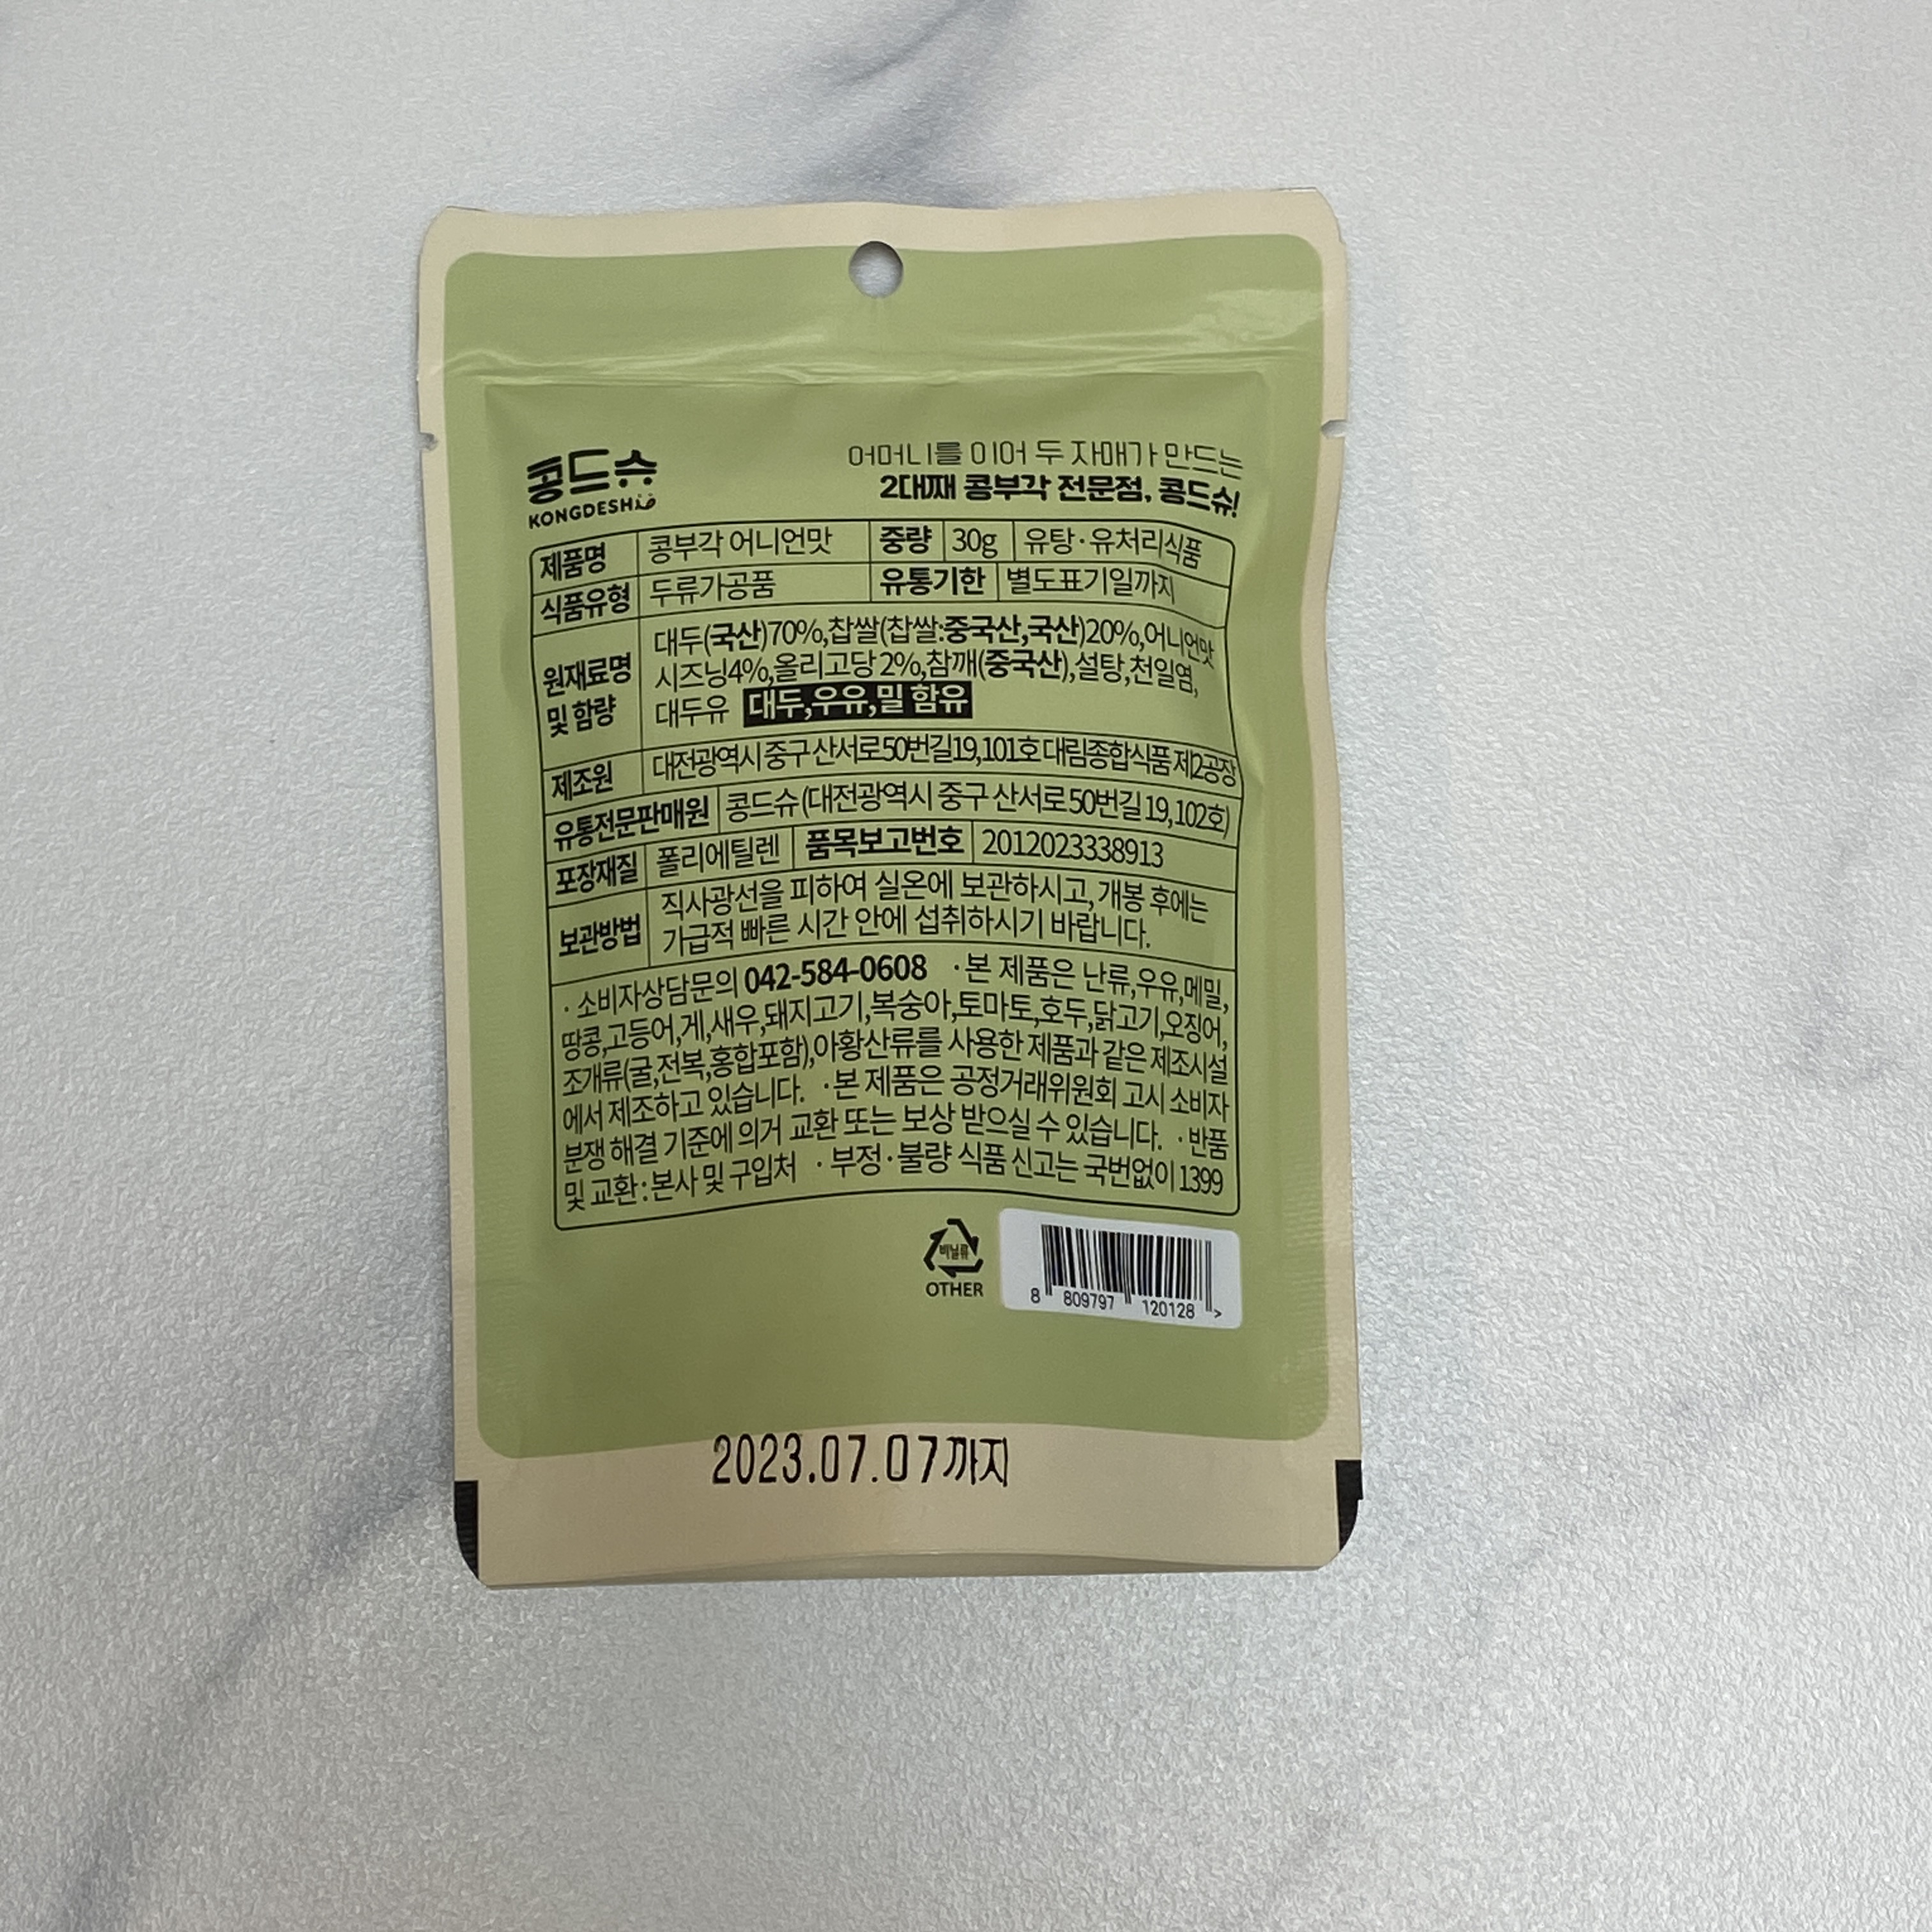 콩드슈
KONGDESHU
어머니를 이어 두 자매가 만드는
2대째 콩부각 전문점, 콩드슈!
제품명 콩부각 어니언맛 중량 30g 유탕·유처리식품
식품유형 두류가공품 유통기한 별도표기일까지
원재료명 및 함량
대두(국산)70%,찹쌀(찹쌀:중국산,국산)20%,어니언맛
시즈닝4%,올리고당 2%,참깨(중국산),설탕,천일염,
대두유 대두,우유,밀 함유
제조원 대전광역시 중구 산서로50번길19,101호 대림종합식품 제2공장
유통전문판매원 콩드슈(대전광역시 중구 산서로50번길 19,102호)
포장재질 폴리에틸렌 품목보고번호 2012023338913
보관방법
직사광선을 피하여 실온에 보관하시고, 개봉 후에는
가급적 빠른 시간 안에 섭취하시기 바랍니다.
· 소비자상담문의 042-584-0608 ·본 제품은 난류,우유,메밀,
땅콩,고등어,게,새우,돼지고기,복숭아,토마토,호두,닭고기,오징어,
조개류(굴,전복,홍합포함),아황산류를 사용한 제품과 같은 제조시설
에서 제조하고 있습니다. ·본 제품은 공정거래위원회 고시 소비자
분쟁 해결 기준에 의거 교환 또는 보상 받으실 수 있습니다. ·반품
및 교환:본사 및 구입처 ·부정·불량 식품 신고는 국번없이 1399
비닐류
OTHER
8 809797 120128 >
2023.07.07까지